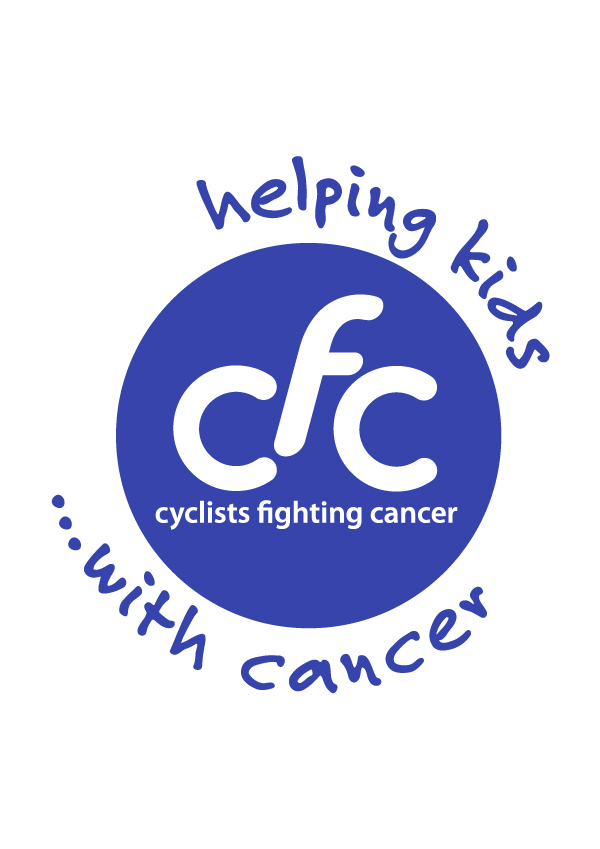 helping kids
cfc
cyclists fighting cancer
...with cancer